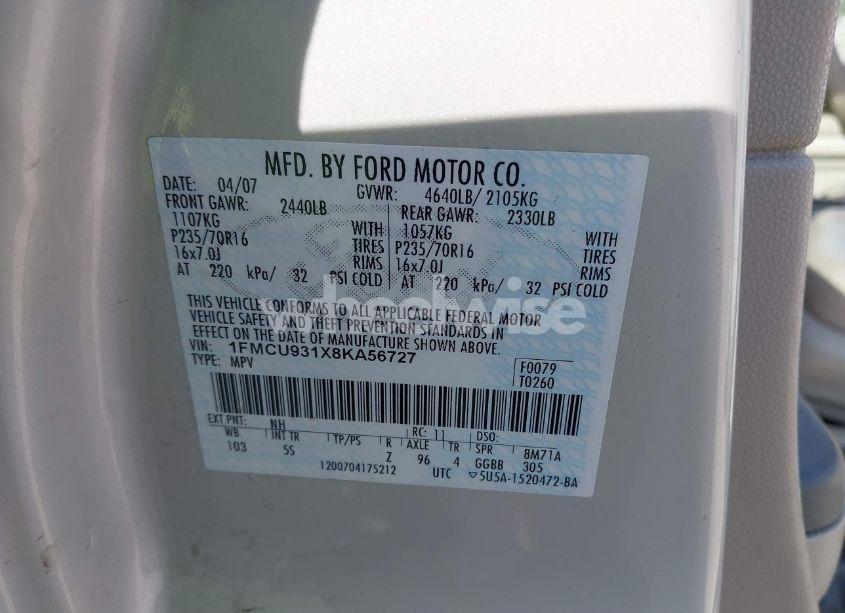 MFD. BY FORD MOTOR CO.
DATE: 04/07 GVWR: 4640LB/ 2105KG
FRONT GAWR: 2440LB REAR GAWR: 2330LB
1107KG WITH 1057KG WITH
P235/70R16 TIRES P235/70R16 TIRES
16x7.0J RIMS 16x7.0J RIMS
AT 220 kPa/ 32 PSI COLD AT 220 kPa/ 32 PSI COLD
THIS VEHICLE CONFORMS TO ALL APPLICABLE FEDERAL MOTOR
VEHICLE SAFETY AND THEFT PREVENTION STANDARDS IN
EFFECT ON THE DATE OF MANUFACTURE SHOWN ABOVE.
VIN: 1FMCU931X8KA56727
TYPE: MPV
F0079
T0260
EXT PNT: NH RC: 11 DSO:
WB INT TR TP/PS R AXLE TR SPR 8M71A
103 5S Z 96 4 GGBB 305
1200704175212 UTC ▽5U5A-1520472-BA
wheelwise